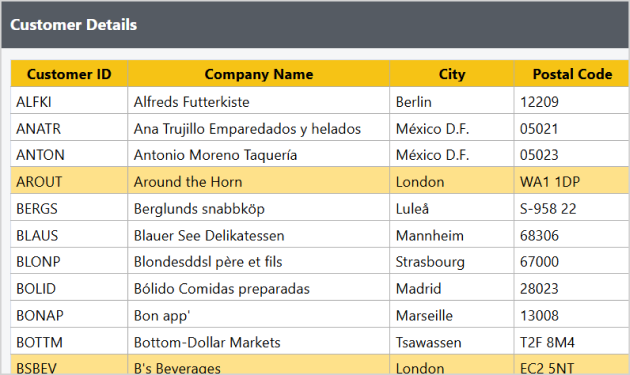 Customer Details
Customer ID Company Name City Postal Code
ALFKI Alfreds Futterkiste Berlin 12209
ANATR Ana Trujillo Emparedados y helados México D.F. 05021
ANTON Antonio Moreno Taquería México D.F. 05023
AROUT Around the Horn London WA1 1DP
BERGS Berglunds snabbköp Luleå S-958 22
BLAUS Blauer See Delikatessen Mannheim 68306
BLONP Blondesddsl père et fils Strasbourg 67000
BOLID Bólido Comidas preparadas Madrid 28023
BONAP Bon app' Marseille 13008
BOTTM Bottom-Dollar Markets Tsawassen T2F 8M4
BSBEV B's Beverages London EC2 5NT